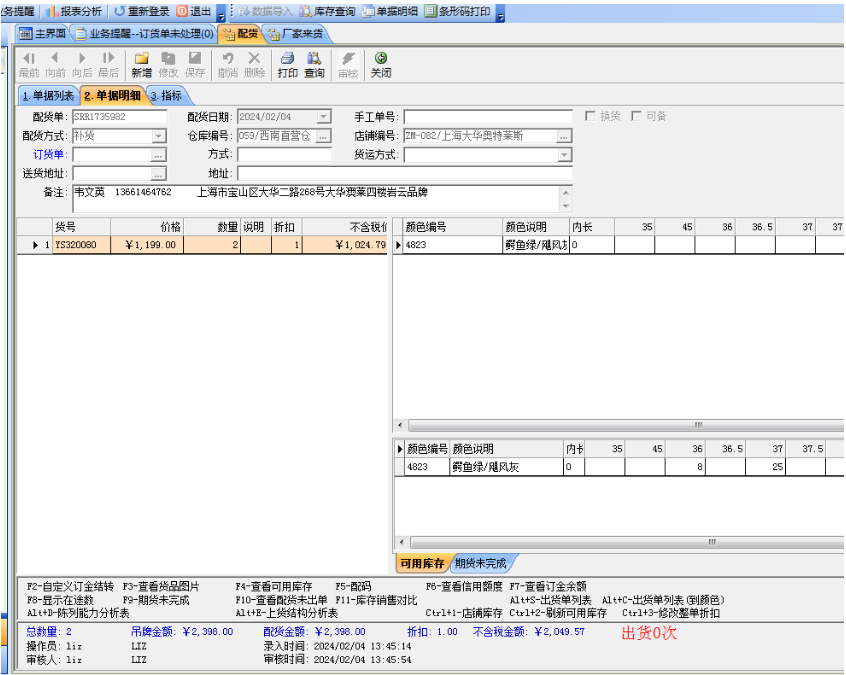 务提醒 报表分析 重新登录 退出 数据导入 库存查询 单据明细 条形码打印
主界面 业务提醒--订货单未处理(0) 配货 厂家来货
最前 向前 向后 最后 新增 修改 保存 撤消 删除 打印 查询 审核 关闭
1.单据列表 2.单据明细 3.指标
配货单: SRR1735982 配货日期: 2024/02/04 手工单号: 换货 可备
配货方式: 补货 仓库编号: 059/西南直营仓 ... 店铺编号: ZM-082/上海大华奥特莱斯 ...
订货单: ... 方式: 货运方式:
送货地址: ... 地址:
备注: 韦文英 13661464762 上海市宝山区大华二路268号大华澳莱四楼岩云品牌
货号 价格 数量 说明 折扣 不含税价
1 YS320080 ￥1,199.00 2 1 ￥1,024.79
颜色编号 颜色说明 内长 35 45 36 36.5 37 37
4823 鳄鱼绿/飓风灰 0
颜色编号 颜色说明 内长 35 45 36 36.5 37 37.5
4823 鳄鱼绿/飓风灰 0 8 25
可用库存 期货未完成
F2-自定义订金结转 F3-查看货品图片 F4-查看可用库存 F5-配码 F6-查看信用额度 F7-查看订金余额
F8-显示在途数 F9-期货未完成 F10-查看配货未出单 F11-库存销售对比 Alt+S-出货单列表 Alt+C-出货单列表(到颜色)
Alt+D-陈列能力分析表 Alt+E-上货结构分析表 Ctrl+1-店铺库存 Ctrl+2-刷新可用库存 Ctrl+3-修改整单折扣
总数量: 2 吊牌金额: ￥2,398.00 配货金额: ￥2,398.00 折扣: 1.00 不含税金额: ￥2,049.57 出货0次
操作员: liz LIZ 录入时间: 2024/02/04 13:45:14
审核人: liz LIZ 审核时间: 2024/02/04 13:45:54